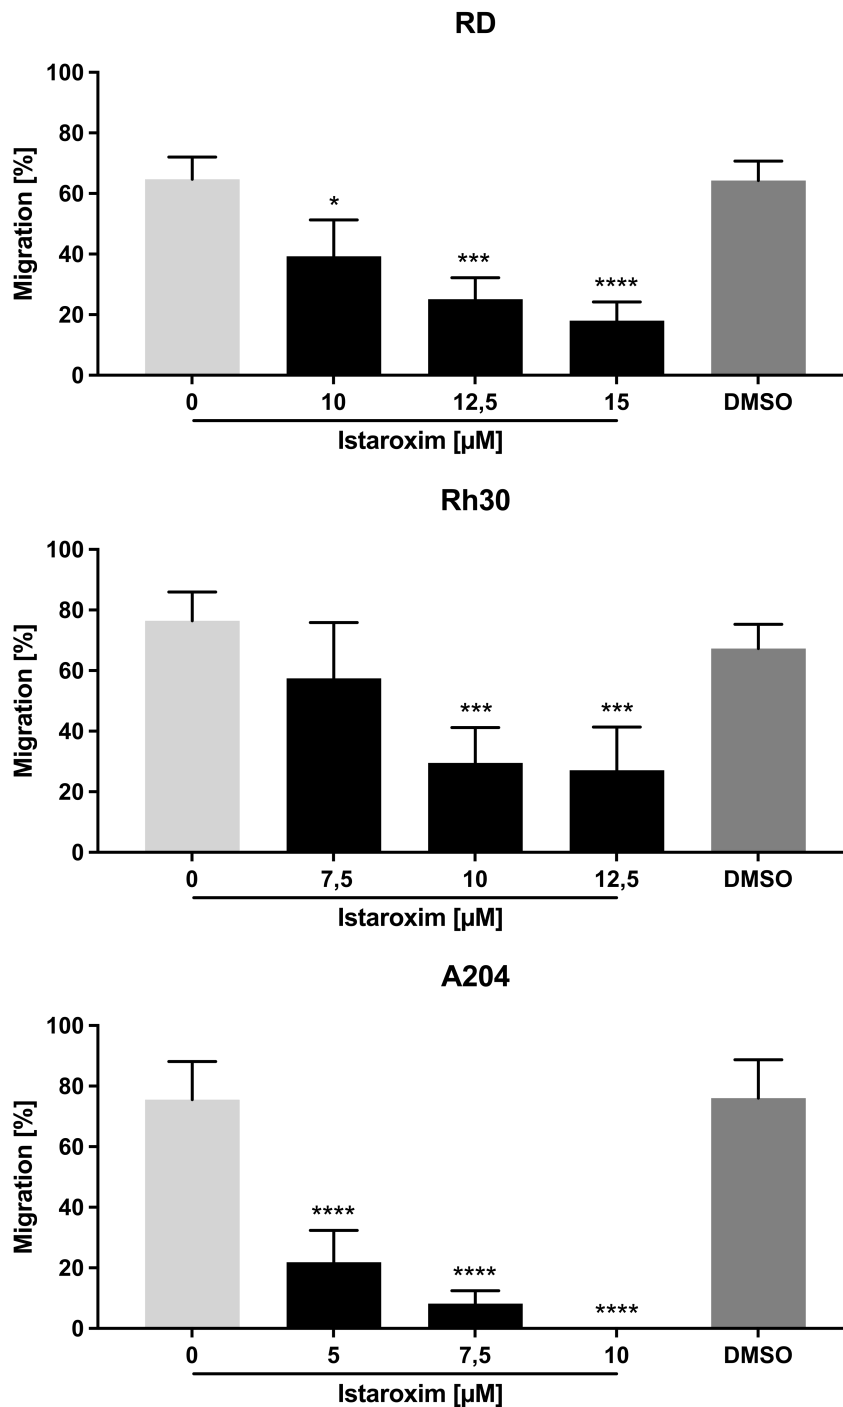 RD
Migration [%]
100
80
60
40
20
0
*
***
****
0 10 12,5 15 DMSO
Istaroxim [µM]
Rh30
Migration [%]
100
80
60
40
20
0
*** ***
0 7,5 10 12,5 DMSO
Istaroxim [µM]
A204
Migration [%]
100
80
60
40
20
0
****
****
****
0 5 7,5 10 DMSO
Istaroxim [µM]